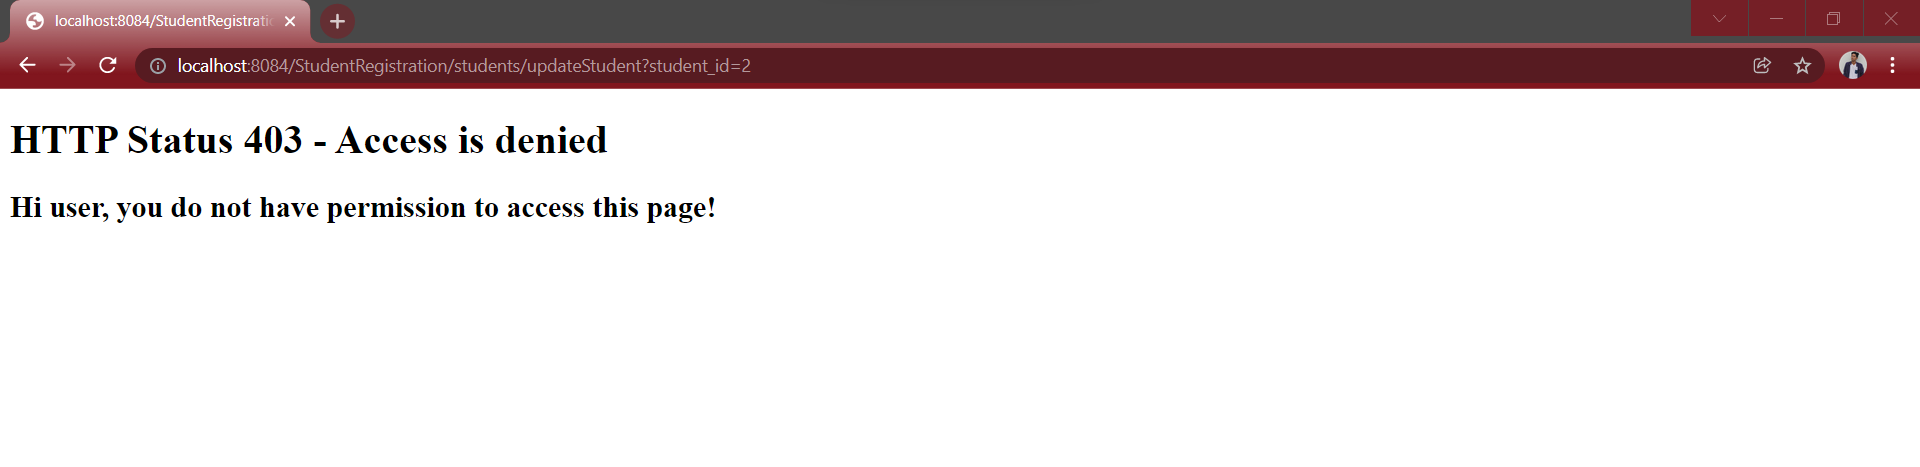 localhost:8084/StudentRegistratio
localhost:8084/StudentRegistration/students/updateStudent?student_id=2
HTTP Status 403 - Access is denied
Hi user, you do not have permission to access this page!